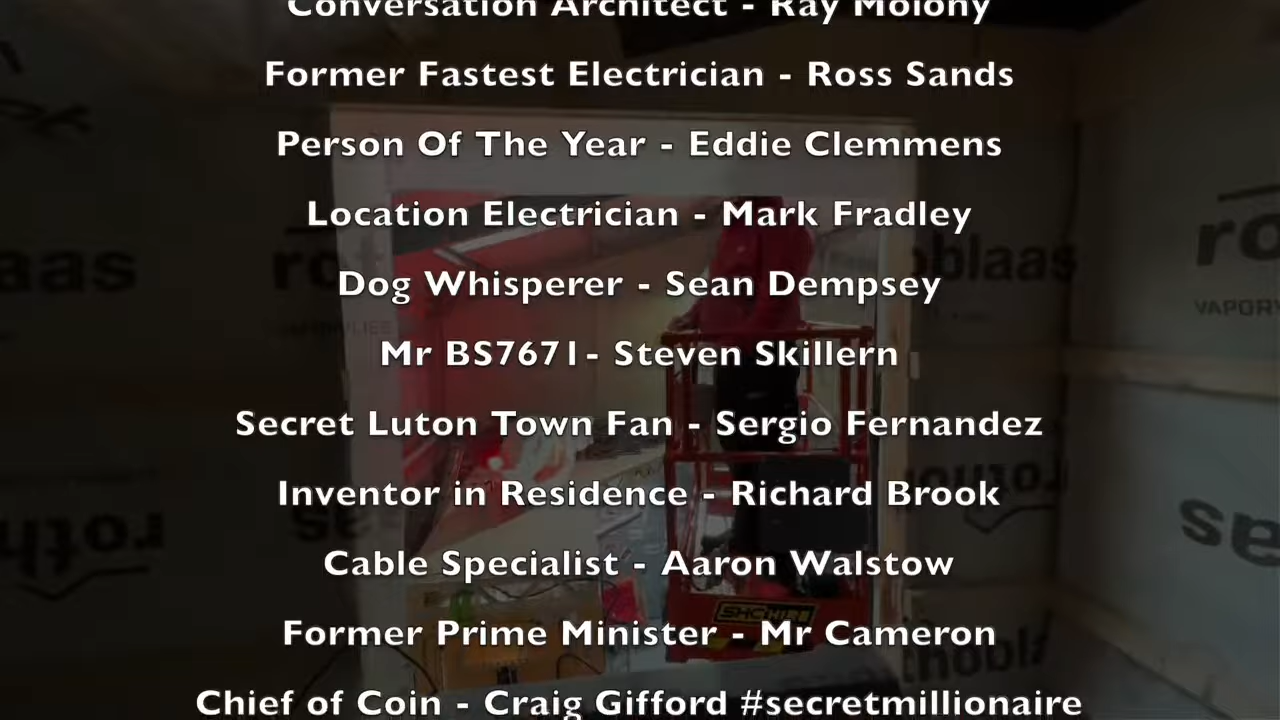 Conversation Architect - Ray Molony
Former Fastest Electrician - Ross Sands
Person Of The Year - Eddie Clemmens
Location Electrician - Mark Fradley
Dog Whisperer - Sean Dempsey
Mr BS7671- Steven Skillern
Secret Luton Town Fan - Sergio Fernandez
Inventor in Residence - Richard Brook
Cable Specialist - Aaron Walstow
Former Prime Minister - Mr Cameron
Chief of Coin - Craig Gifford #secretmillionaire
SHC HIRE